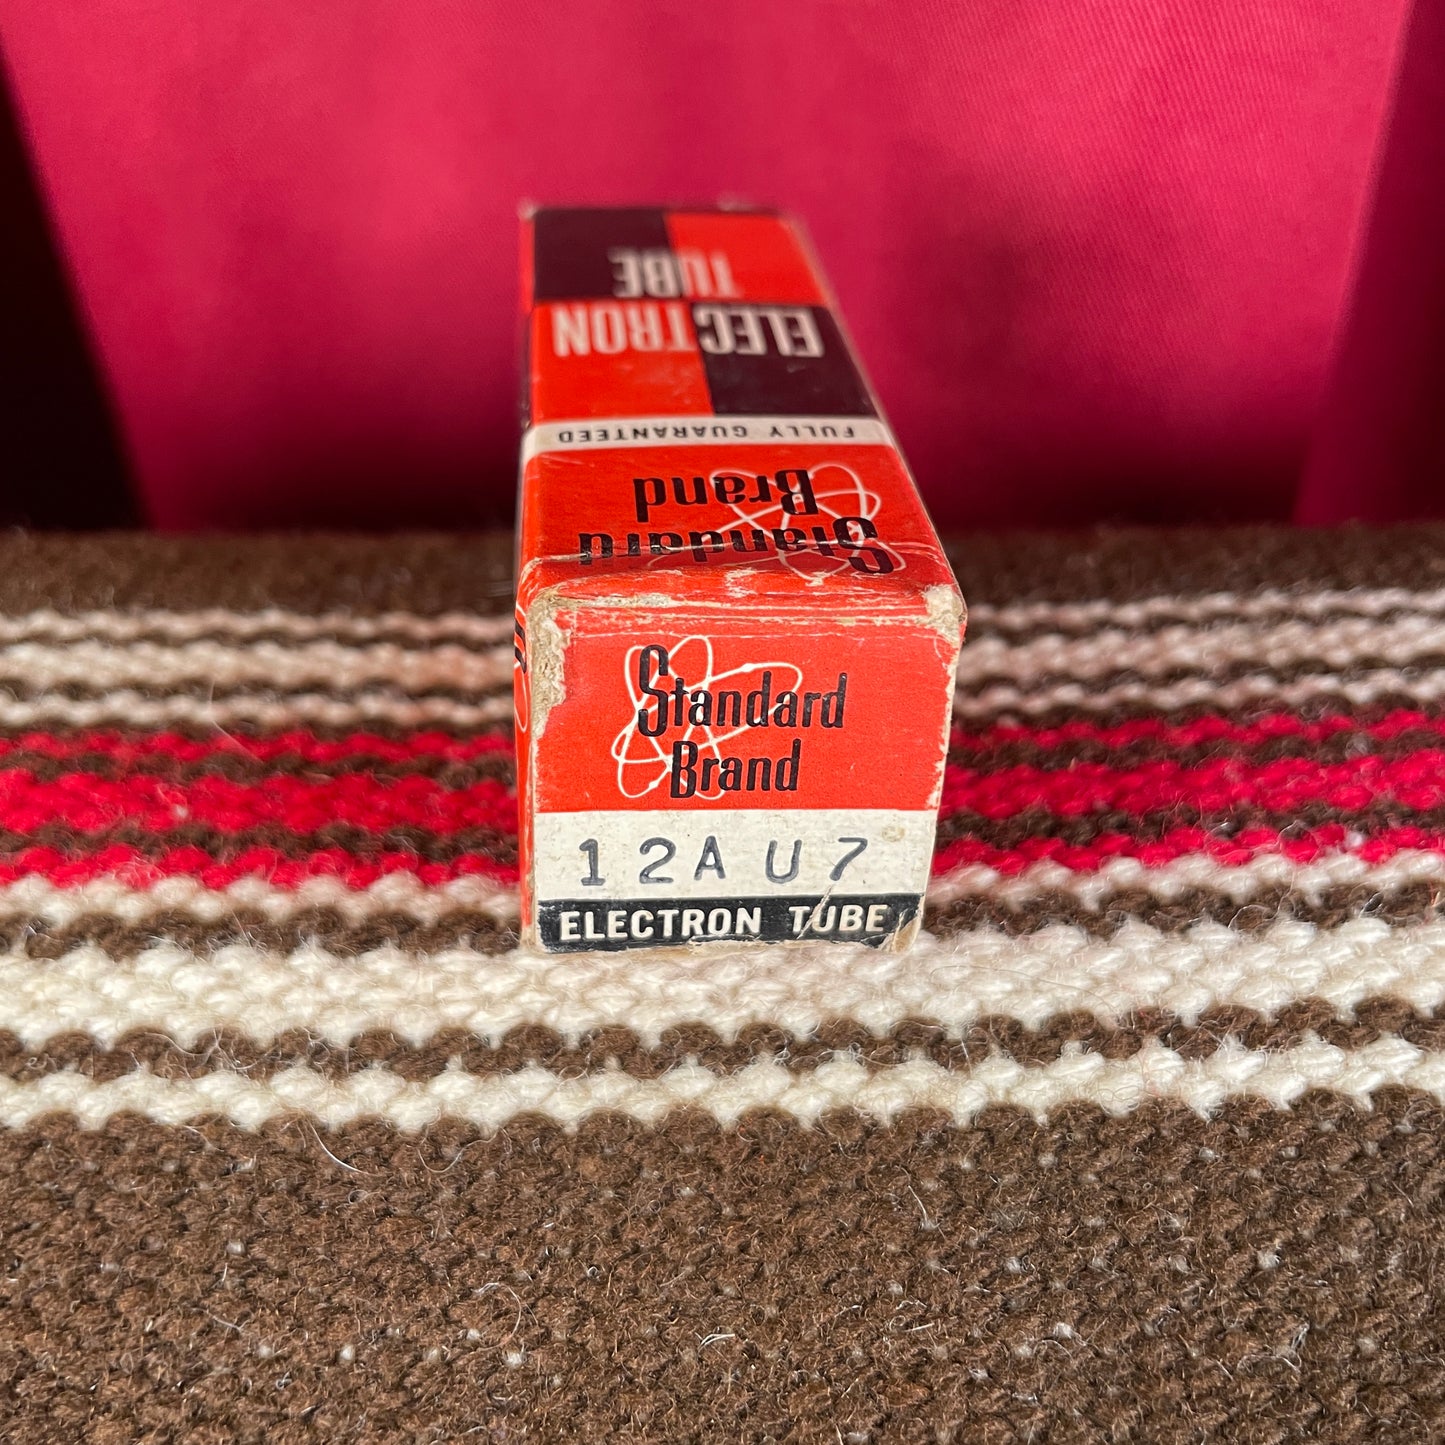 Standard
Brand
12AU7
ELECTRON TUBE
Standard
Brand
FULLY GUARANTEED
ELECTRON
TUBE